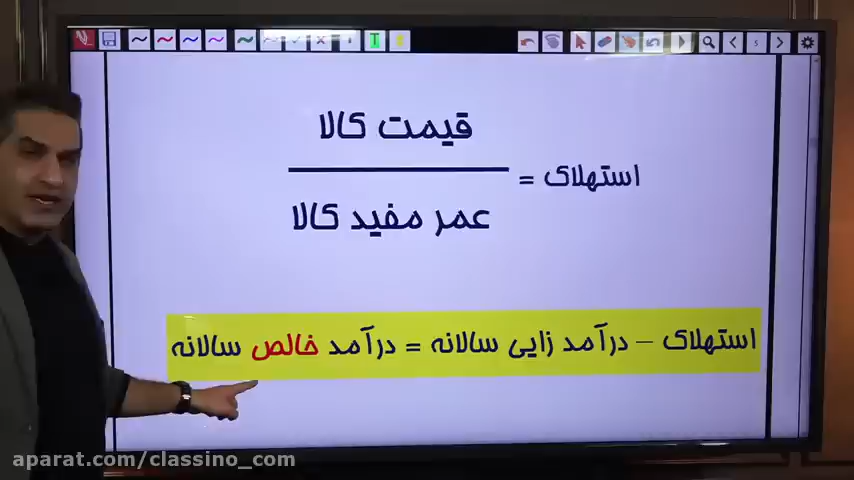 قیمت کالا
استهلاک =
عمر مفید کالا
استهلاک – درآمد زایی سالانه = درآمد خالص سالانه
aparat.com/classino_com